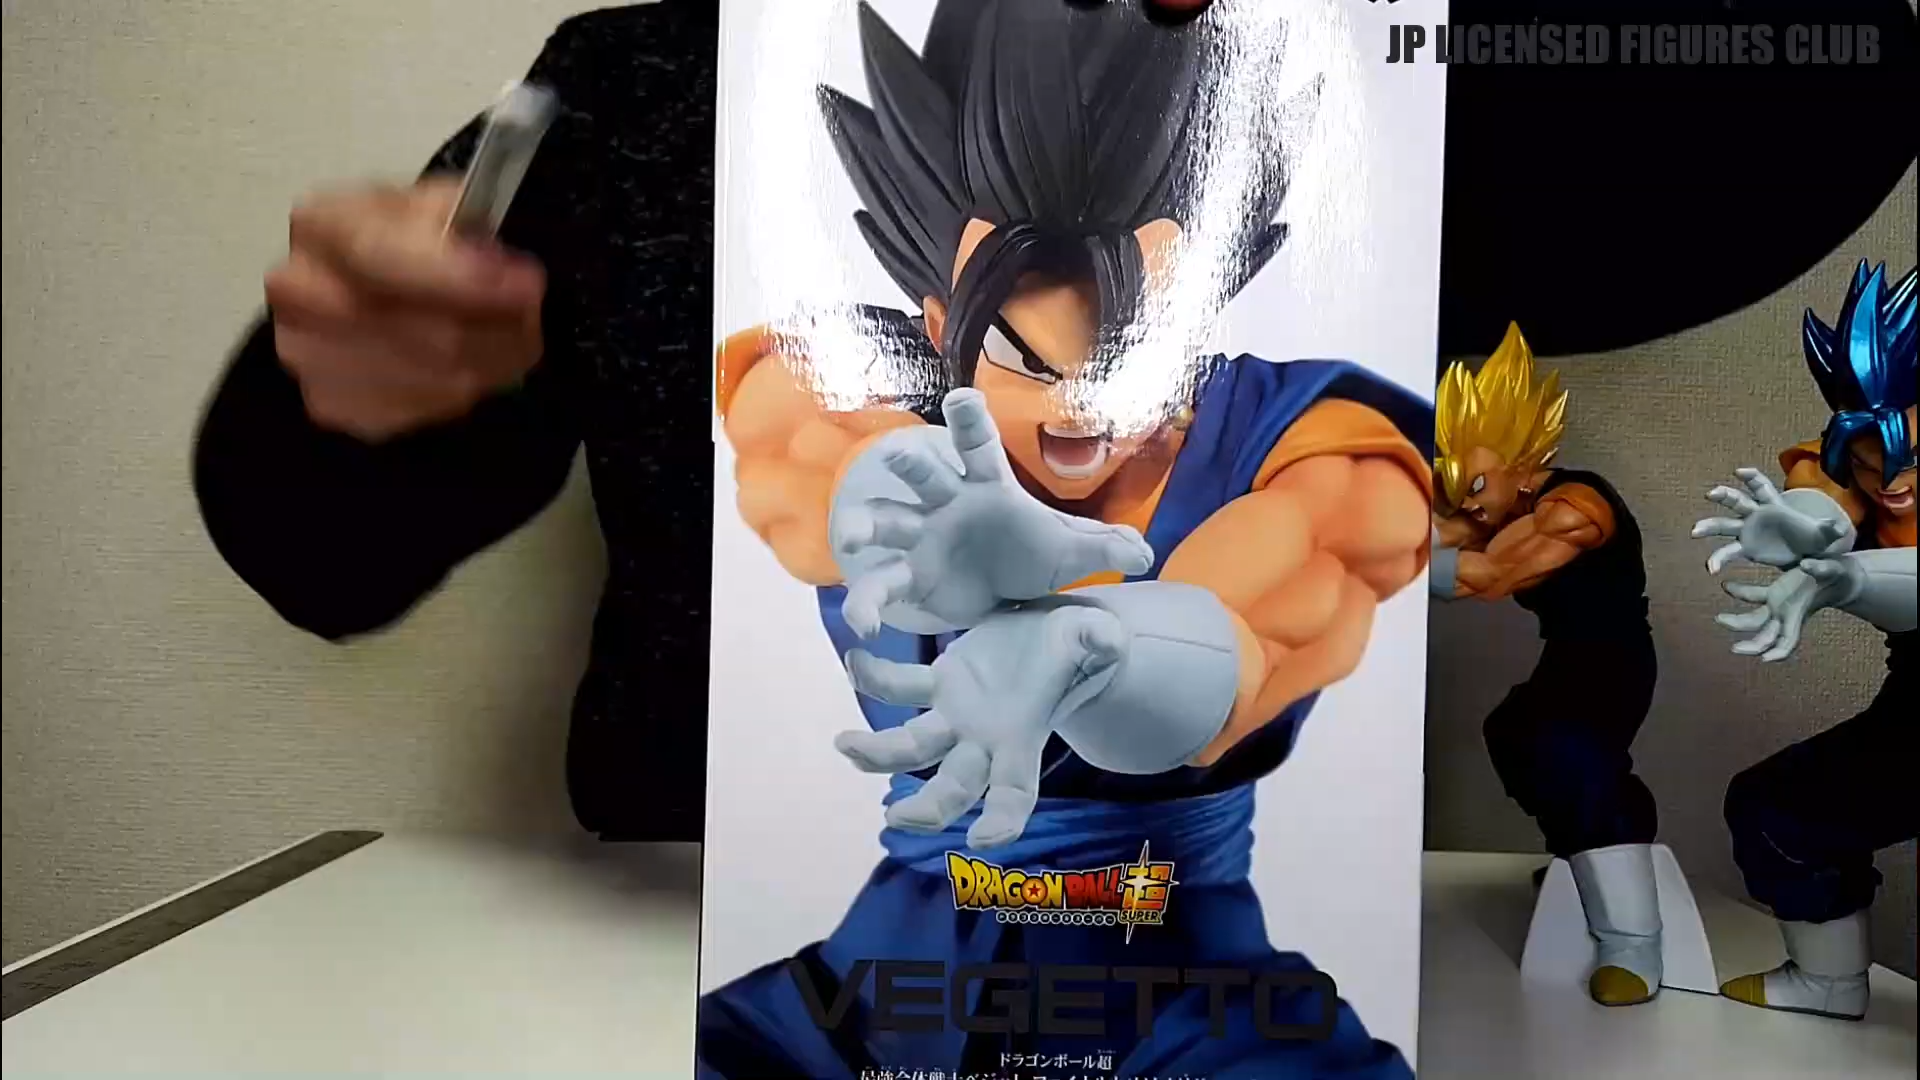 JP LICENSED FIGURES CLUB
DRAGON BALL 超
SUPER
VEGETTO
ドラゴンボール超